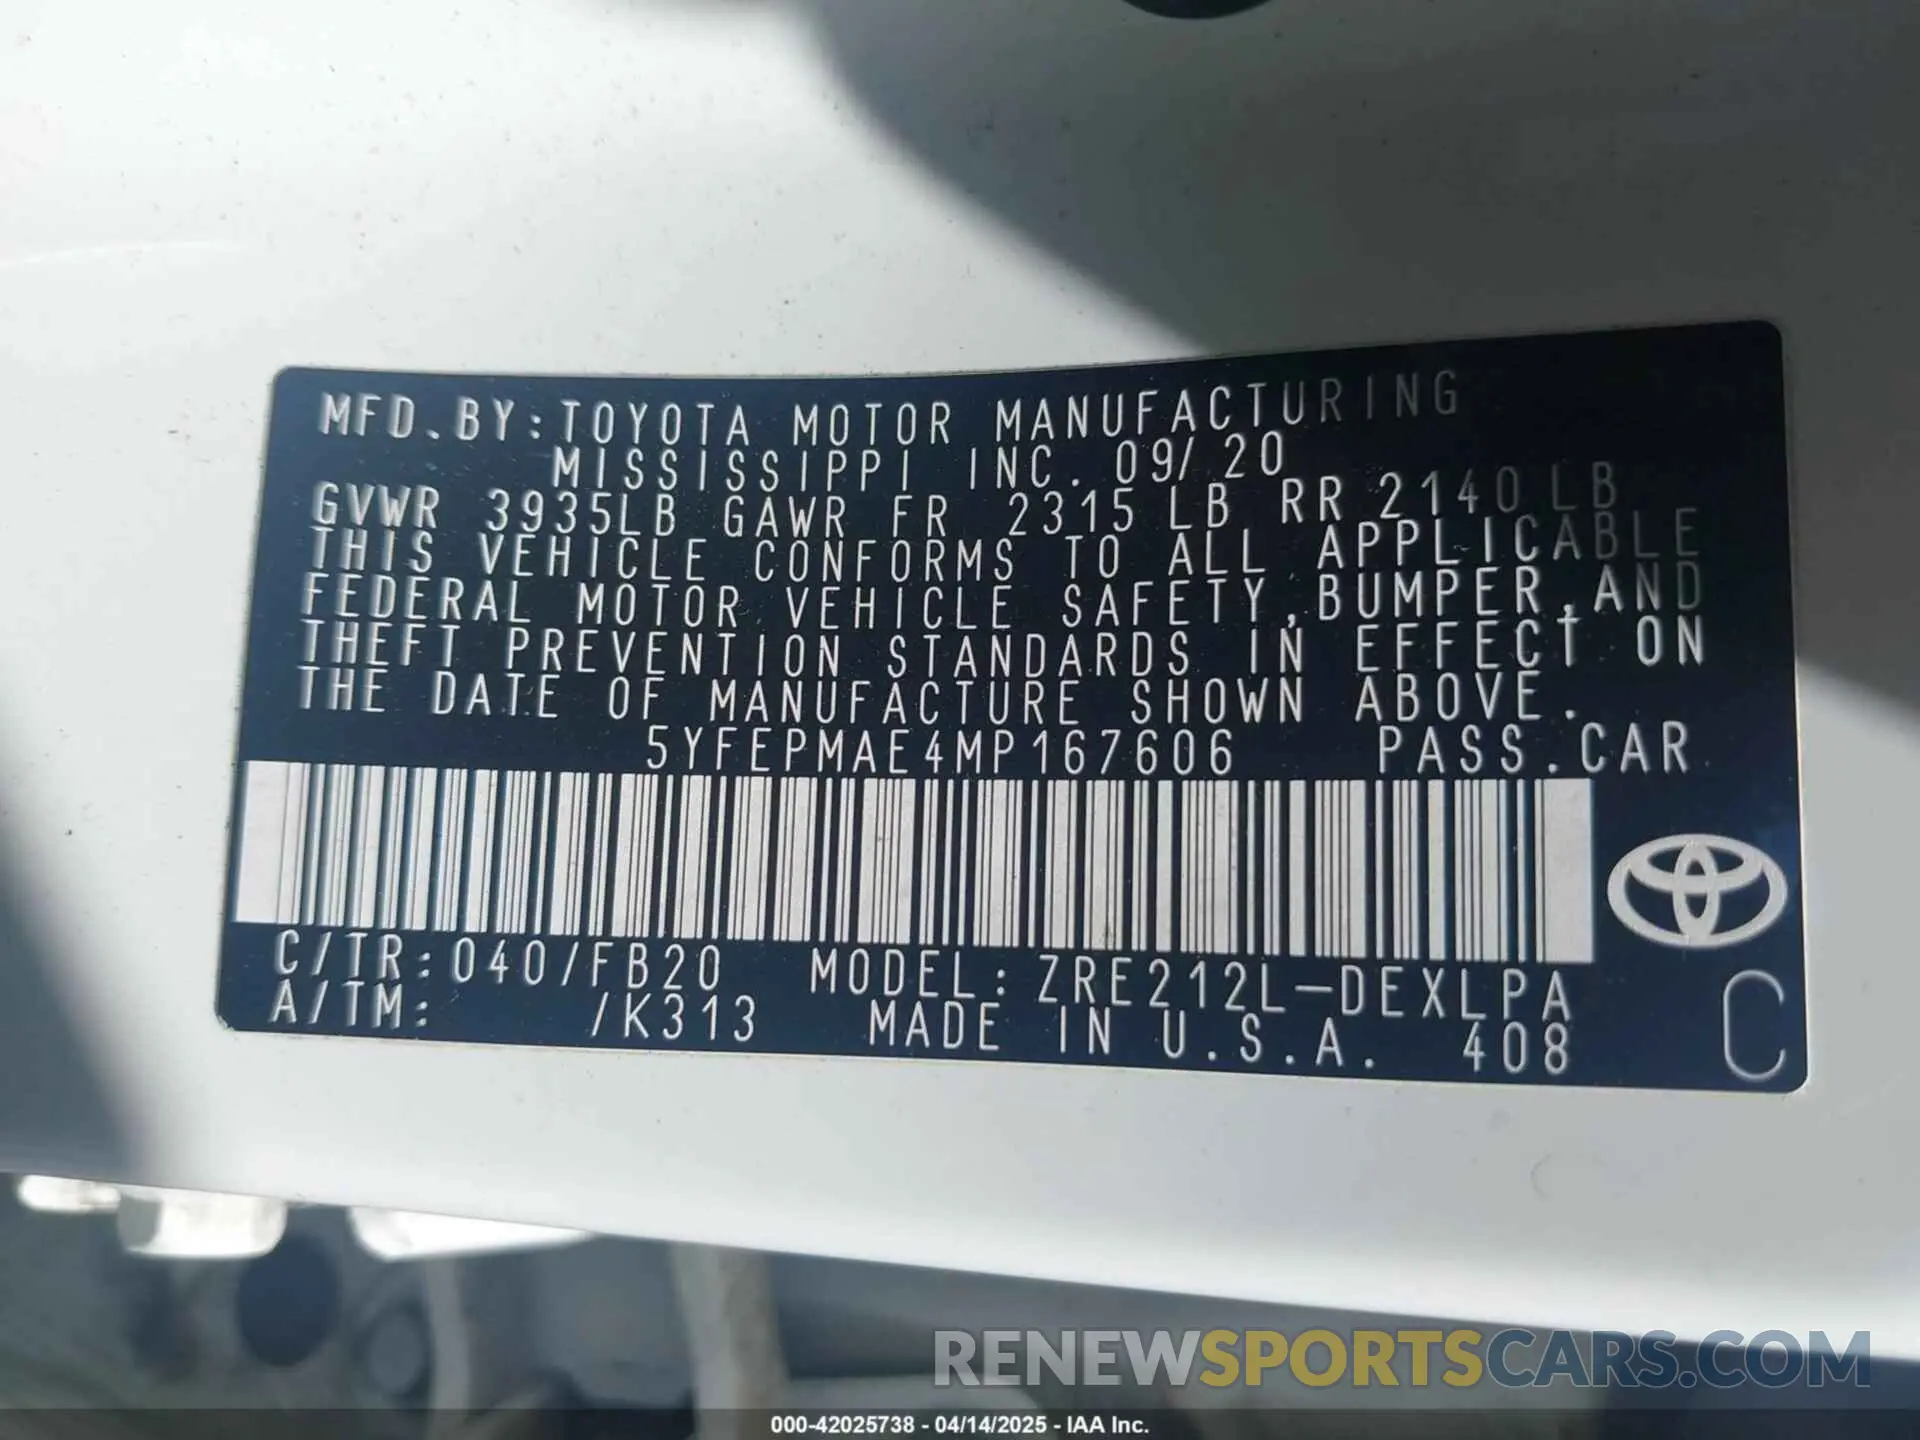 MFD.BY:TOYOTA MOTOR MANUFACTURING
MISSISSIPPI INC. 09/20
GVWR 3935LB GAWR FR 2315 LB RR 2140 LB
THIS VEHICLE CONFORMS TO ALL APPLICABLE
FEDERAL MOTOR VEHICLE SAFETY,BUMPER,AND
THEFT PREVENTION STANDARDS IN EFFECT ON
THE DATE OF MANUFACTURE SHOWN ABOVE.
5YFEPMAE4MP167606 PASS.CAR
C/TR:040/FB20 MODEL:ZRE212L-DEXLPA
A/TM: /K313 MADE IN U.S.A. 408 C
RENEWSPORTSCARS.COM
000-42025738 - 04/14/2025 - IAA Inc.